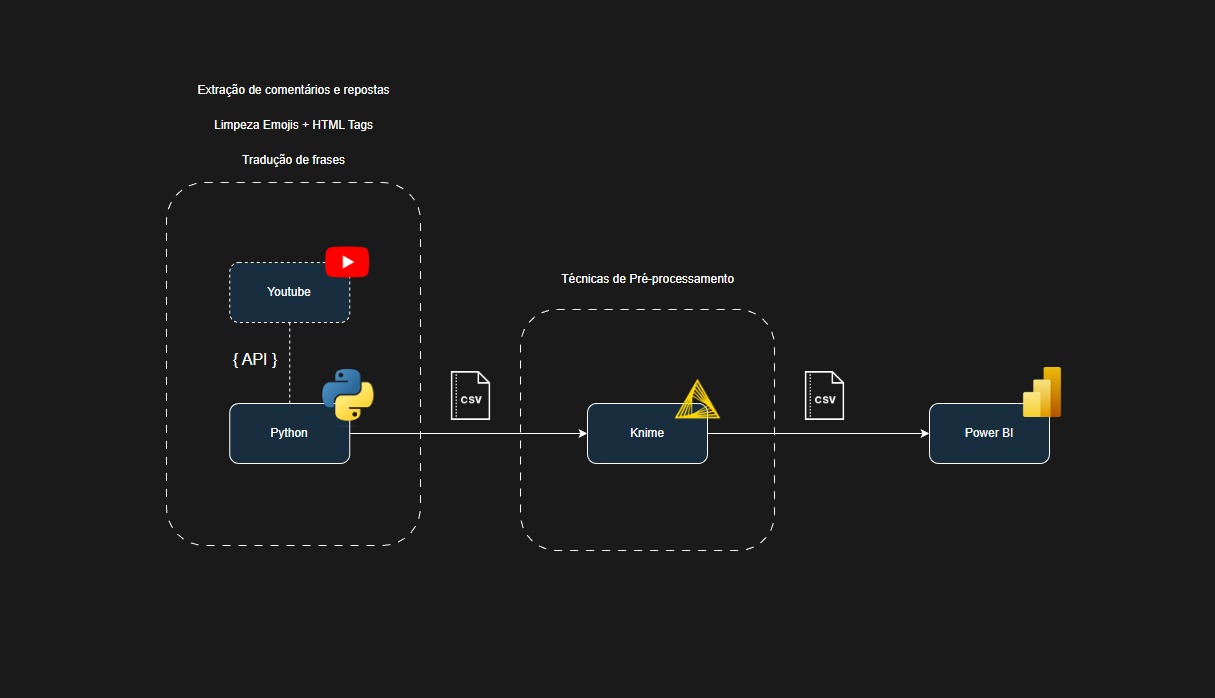 Extração de comentários e repostas
Limpeza Emojis + HTML Tags
Tradução de frases
Youtube
{ API }
Python
CSV
Técnicas de Pré-processamento
Knime
CSV
Power BI